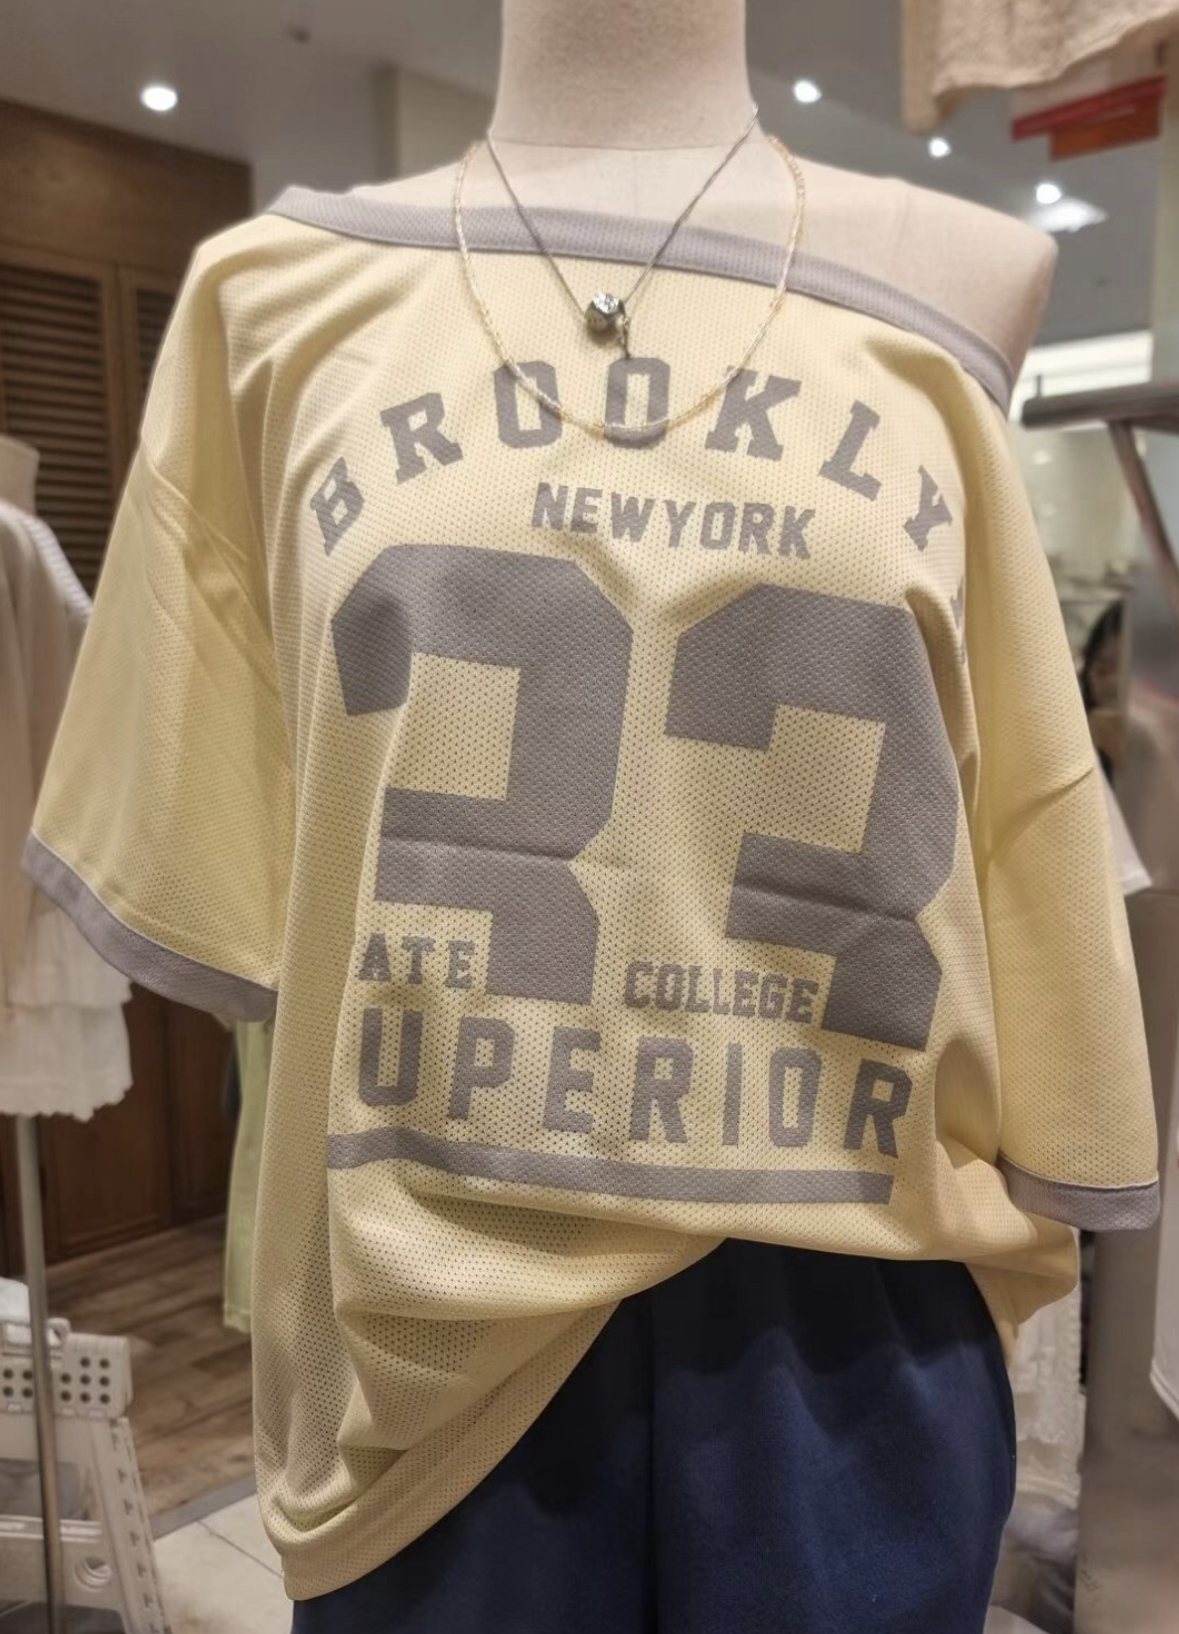 BROOKLY
NEWYORK
33
ATE COLLEGE
UPERIOR